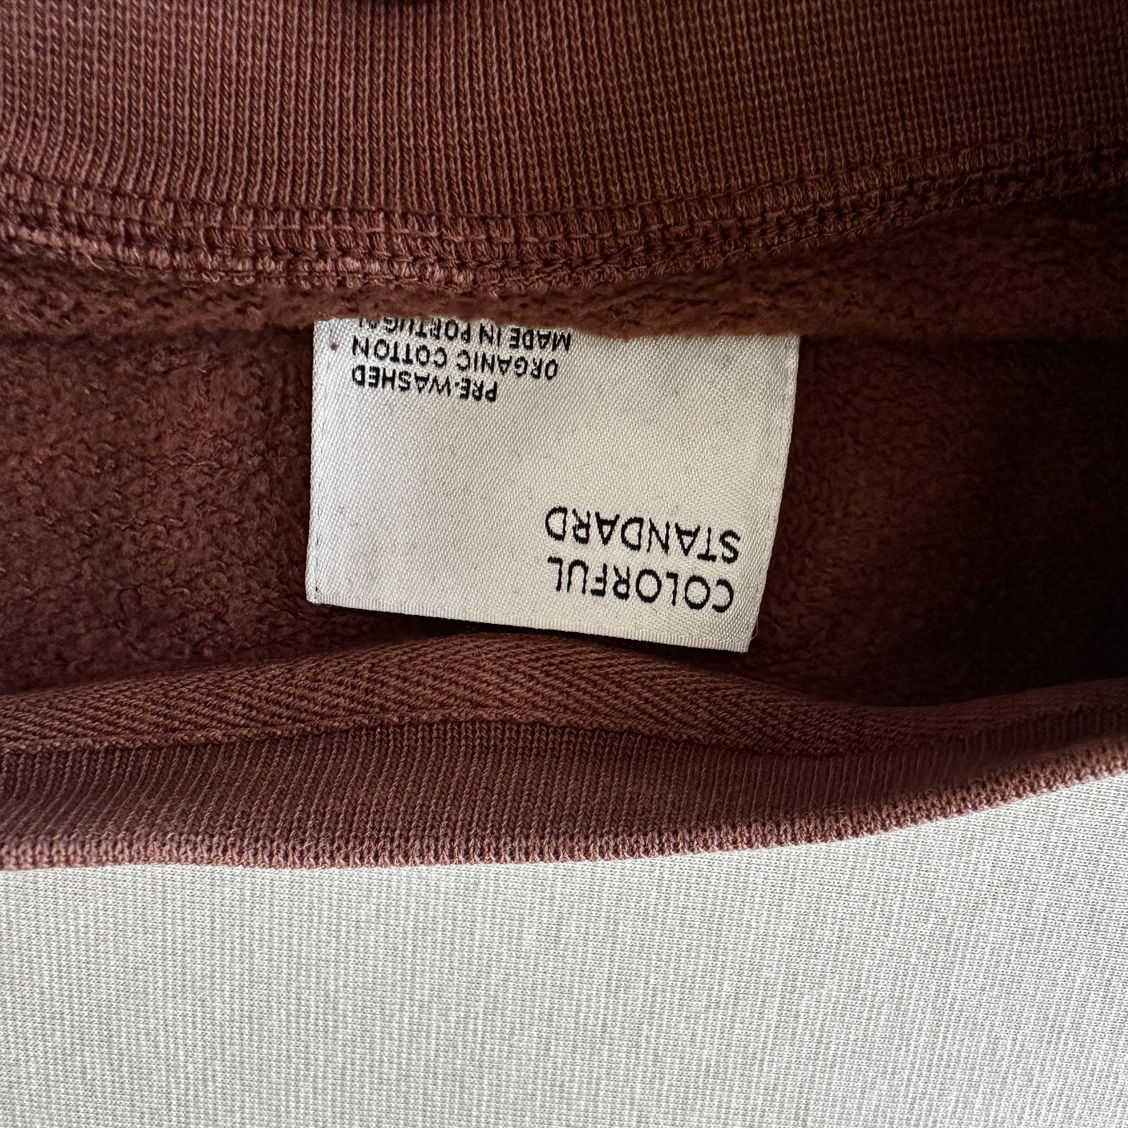 COLORFUL
STANDARD
PRE-WASHED
ORGANIC COTTON
MADE IN PORTUGAL